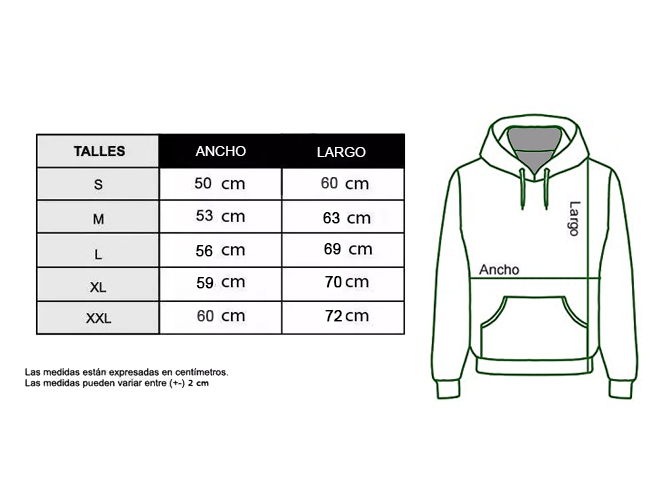 TALLES ANCHO LARGO
S 50 cm 60 cm
M 53 cm 63 cm
L 56 cm 69 cm
XL 59 cm 70 cm
XXL 60 cm 72 cm
Las medidas están expresadas en centímetros.
Las medidas pueden variar entre (+-) 2 cm
Largo
Ancho